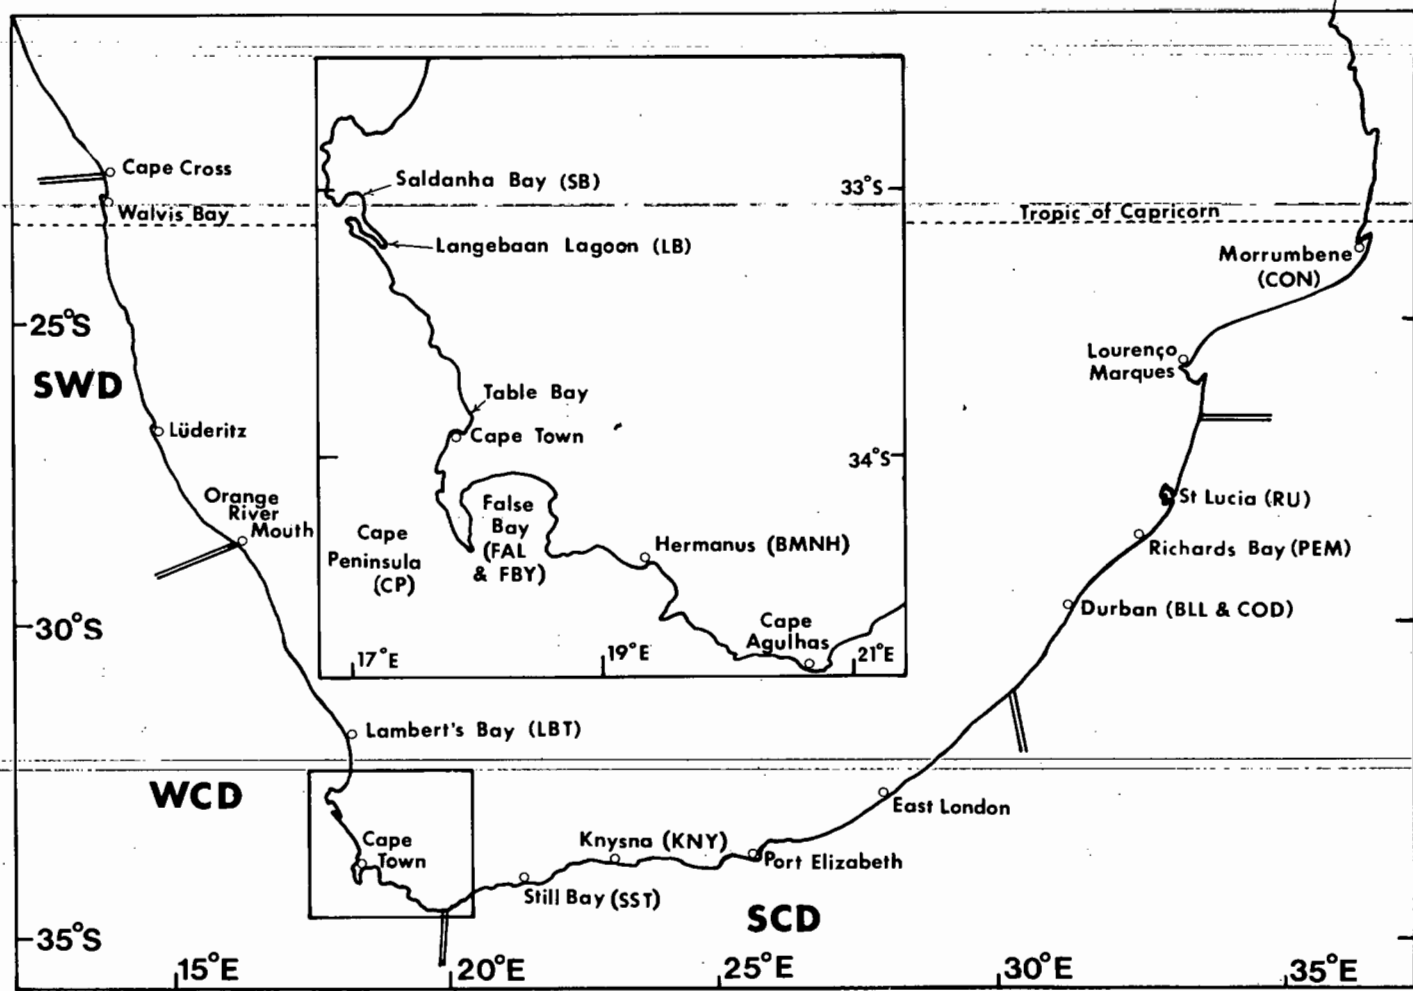 Cape Cross
Walvis Bay
25°S
SWD
Lüderitz
Orange
River
Mouth
30°S
Lambert's Bay (LBT)
WCD
Cape
Town
35°S
Saldanha Bay (SB)
33°S
Langebaan Lagoon (LB)
Table Bay
Cape Town
34°S
False
Bay
(FAL
& FBY)
Cape
Peninsula
(CP)
Hermanus (BMNH)
Cape
Agulhas
17°E
19°E
21°E
Tropic of Capricorn
Morrumbene
(CON)
Lourenço
Marques
St Lucia (RU)
Richards Bay (PEM)
Durban (BLL & COD)
East London
Knysna (KNY)
Port Elizabeth
Still Bay (SST)
SCD
15°E
20°E
25°E
30°E
35°E